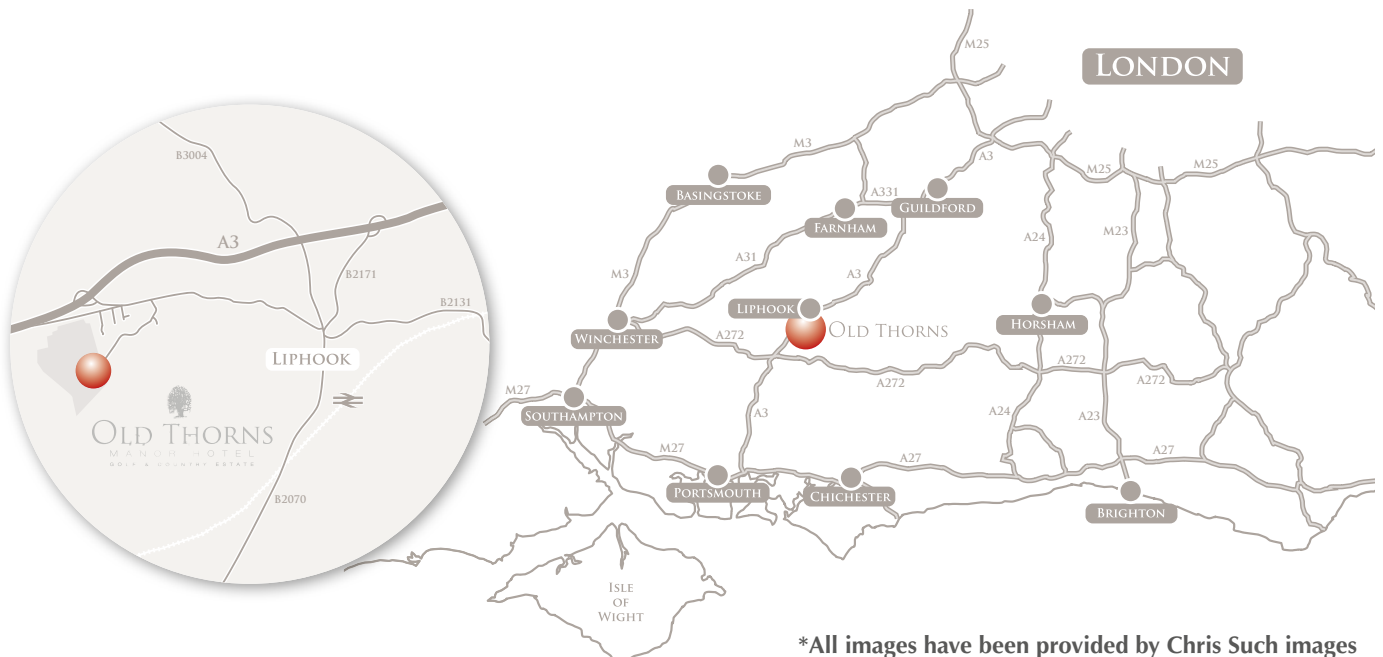 B3004
A3
B2171
B2131
LIPHOOK
OLD THORNS
MANOR HOTEL
GOLF & COUNTRY ESTATE
B2070
M25
LONDON
M3
A3
M25
M25
BASINGSTOKE
A331
GUILDFORD
FARNHAM
A24
M23
A31
M3
A3
LIPHOOK
OLD THORNS
HORSHAM
WINCHESTER
A272
A272
A272
A272
M27
SOUTHAMPTON
A3
A24
A23
M27
A27
A27
PORTSMOUTH
CHICHESTER
BRIGHTON
ISLE
OF
WIGHT
*All images have been provided by Chris Such images